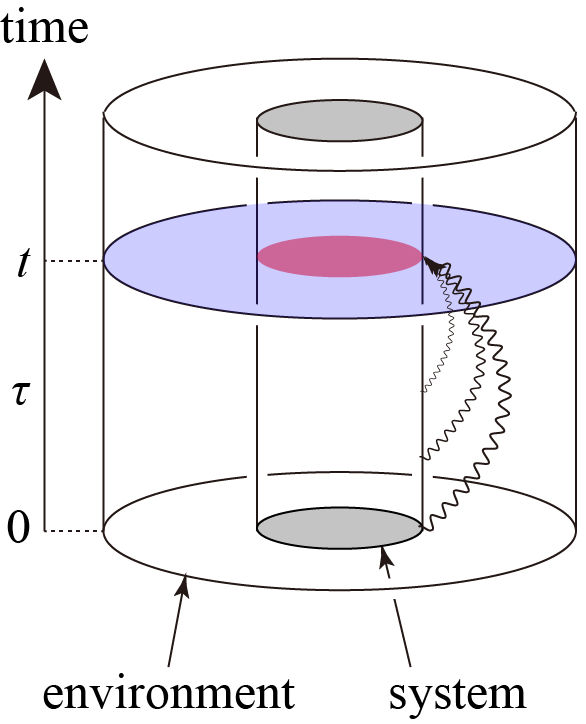 time
t
τ
0
environment
system